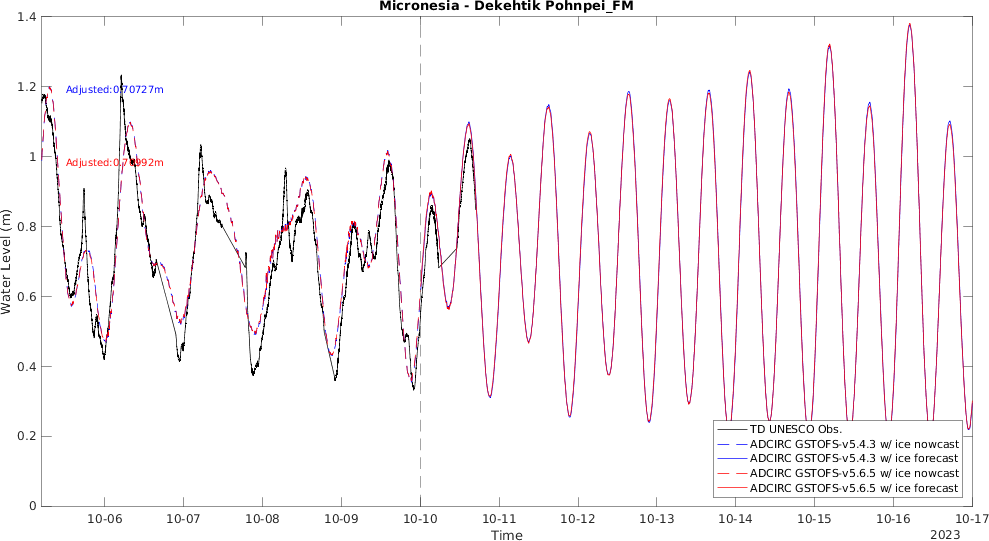 Micronesia - Dekehtik Pohnpei_FM
1.4
1.2
1
0.8
0.6
0.4
0.2
0
Water Level (m)
Adjusted:0.70727m
TD UNESCO Obs.
ADCIRC GSTOFS-v5.4.3 w/ ice nowcast
ADCIRC GSTOFS-v5.4.3 w/ ice forecast
ADCIRC GSTOFS-v5.6.5 w/ ice nowcast
ADCIRC GSTOFS-v5.6.5 w/ ice forecast
10-06 10-07 10-08 10-09 10-10 10-11 10-12 10-13 10-14 10-15 10-16 10-17
Time
2023